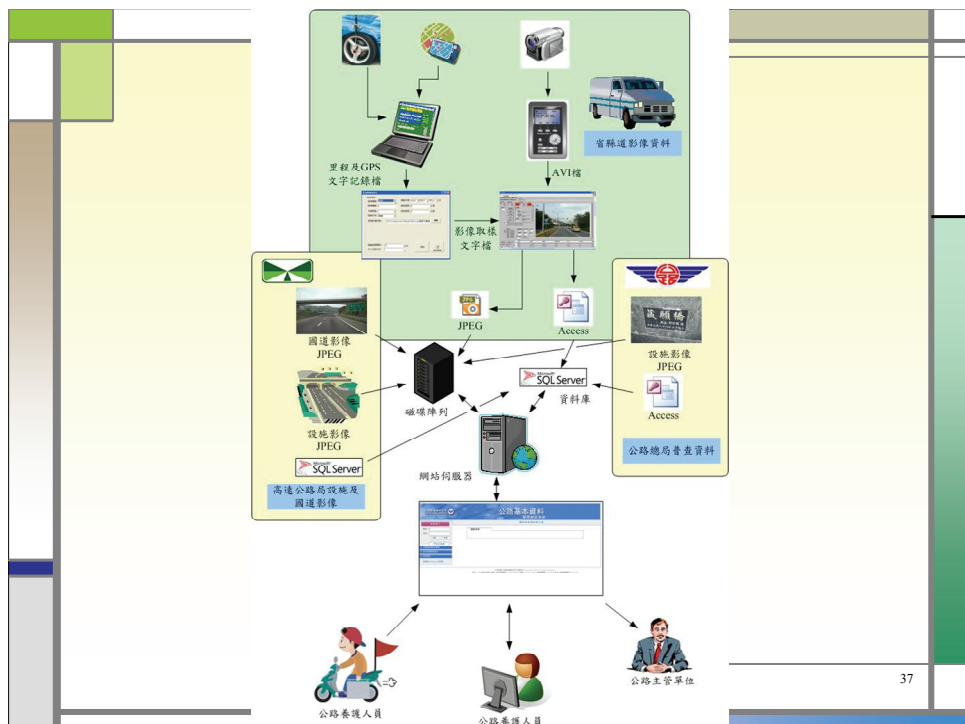 省縣道影像資料
里程及GPS
文字記錄檔
AVI檔
影像取樣
文字檔
JPG
JPEG
Access
國道影像
JPEG
設施影像
JPEG
Microsoft
SQL Server
高速公路局設施及
國道影像
磁碟陣列
Microsoft
SQL Server
資料庫
設施影像
JPEG
Access
公路總局普查資料
網站伺服器
公路基本資料
公路養護人員
公路養護人員
公路主管單位
37